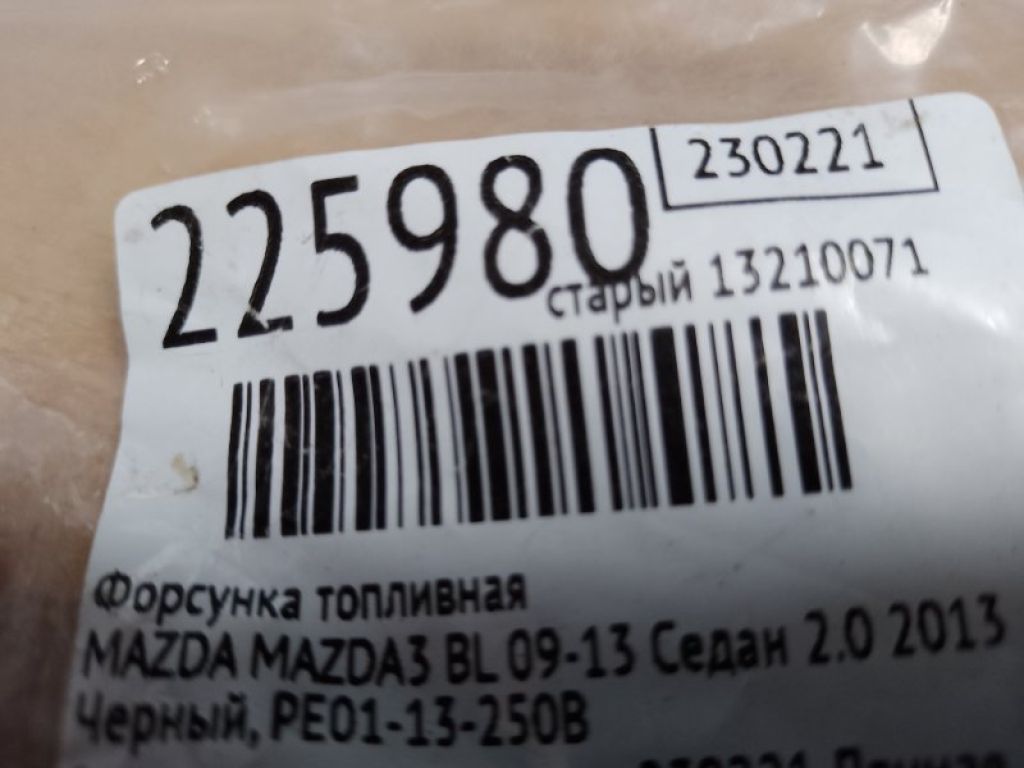 225980
230221
старый 13210071
Форсунка топливная
MAZDA MAZDA3 BL 09-13 Седан 2.0 2013
Черный, PE01-13-250B
230221